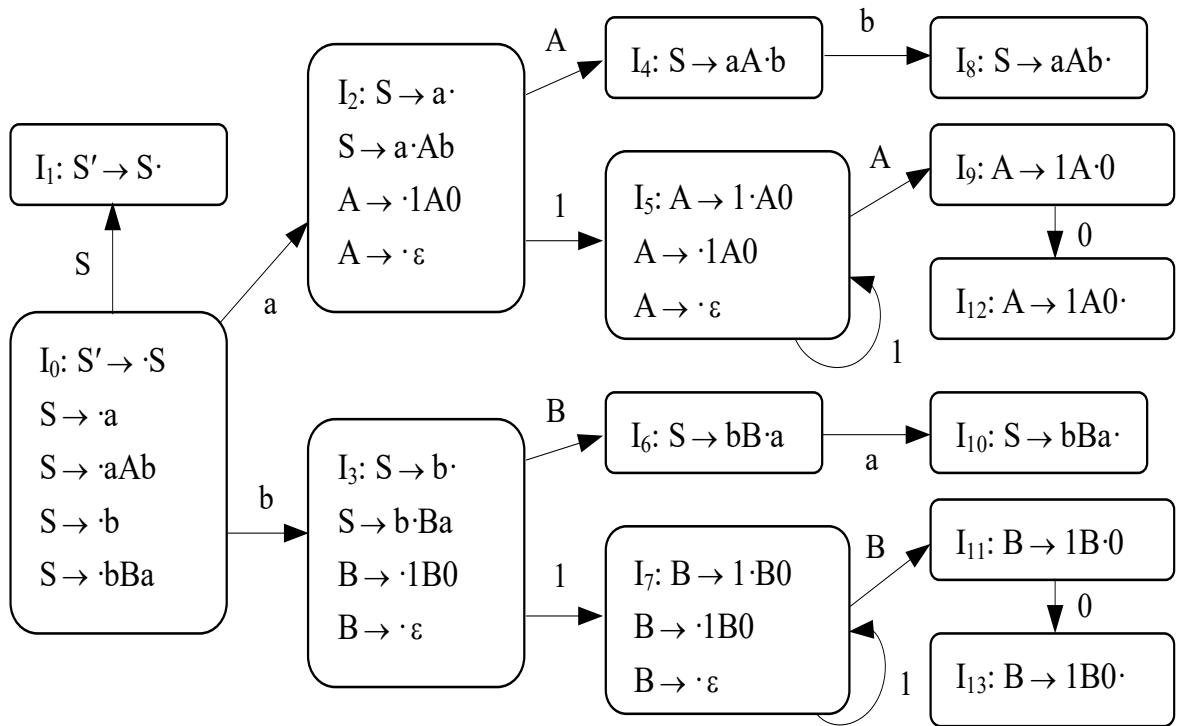 I₁: S′ → S·
S
I₀: S′ → ·S
S → ·a
S → ·aAb
S → ·b
S → ·bBa
a
b
I₂: S → a·
S → a·Ab
A → ·1A0
A → · ε
A
I₄: S → aA·b
b
I₈: S → aAb·
1
I₅: A → 1·A0
A → ·1A0
A → · ε
1
A
I₉: A → 1A·0
0
I₁₂: A → 1A0·
I₃: S → b·
S → b·Ba
B → ·1B0
B → · ε
B
I₆: S → bB·a
a
I₁₀: S → bBa·
1
I₇: B → 1·B0
B → ·1B0
B → · ε
1
B
I₁₁: B → 1B·0
0
I₁₃: B → 1B0·